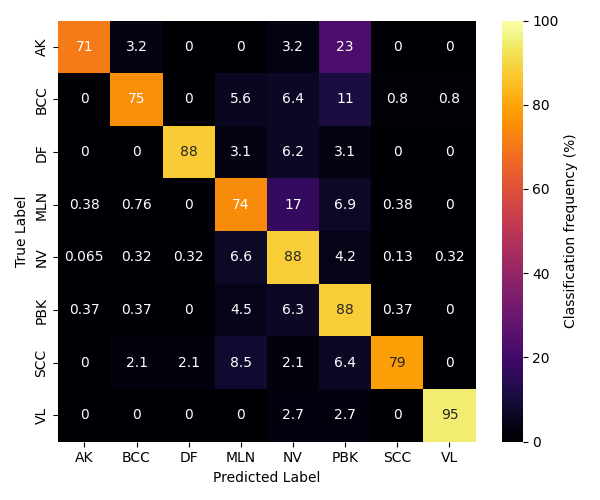 AK 71 3.2 0 0 3.2 23 0 0
BCC 0 75 0 5.6 6.4 11 0.8 0.8
DF 0 0 88 3.1 6.2 3.1 0 0
MLN 0.38 0.76 0 74 17 6.9 0.38 0
NV 0.065 0.32 0.32 6.6 88 4.2 0.13 0.32
PBK 0.37 0.37 0 4.5 6.3 88 0.37 0
SCC 0 2.1 2.1 8.5 2.1 6.4 79 0
VL 0 0 0 0 2.7 2.7 0 95
AK BCC DF MLN NV PBK SCC VL
Predicted Label
True Label
100
80
60
40
20
0
Classification frequency (%)